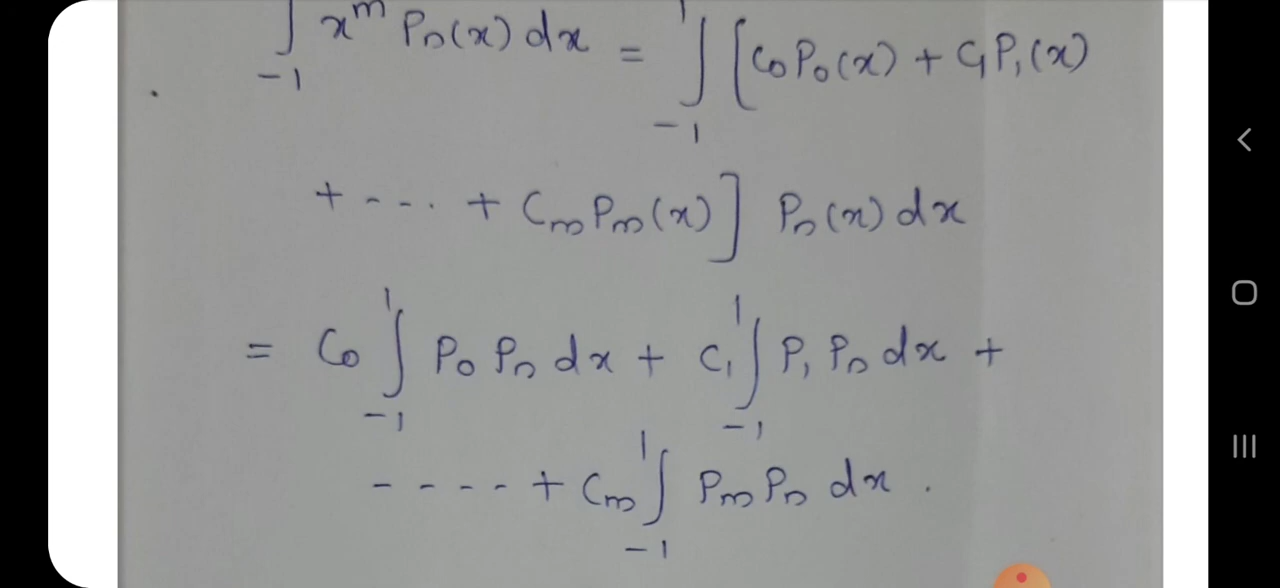 ∫_{-1} x^m P_n(x) dx = ∫_{-1}^{1} [C_0 P_0(x) + C_1 P_1(x)
+ - - - . + C_m P_m(x)] P_n(x) dx
= C_0 ∫_{-1}^{1} P_0 P_n dx + C_1 ∫_{-1}^{1} P_1 P_n dx +
- - - - + C_m ∫_{-1}^{1} P_m P_n dx .